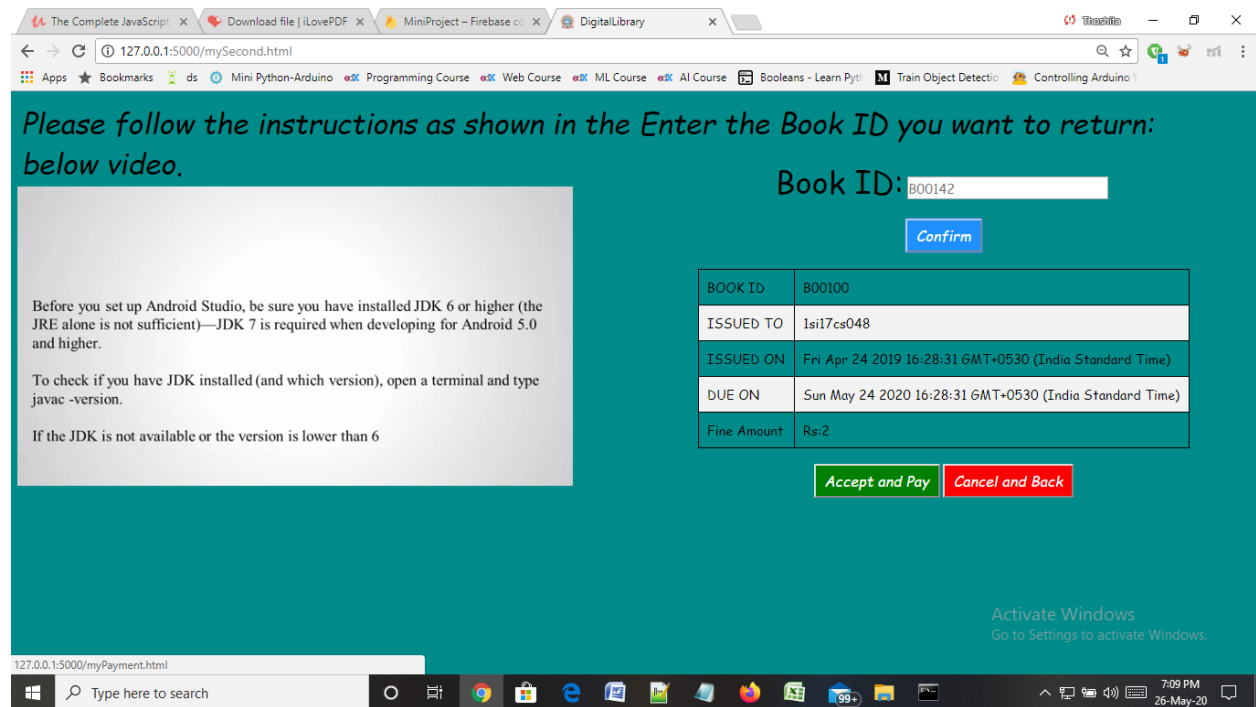 The Complete JavaScript
Download file | iLovePDF
MiniProject – Firebase co
DigitalLibrary
Thoshita
127.0.0.1:5000/mySecond.html
Apps
Bookmarks
ds
Mini Python-Arduino
edX Programming Course
edX Web Course
edX ML Course
edX AI Course
Booleans - Learn Pyt
Train Object Detectio
Controlling Arduino
Please follow the instructions as shown in the
below video.
Before you set up Android Studio, be sure you have installed JDK 6 or higher (the
JRE alone is not sufficient)—JDK 7 is required when developing for Android 5.0
and higher.
To check if you have JDK installed (and which version), open a terminal and type
javac -version.
If the JDK is not available or the version is lower than 6
Enter the Book ID you want to return:
Book ID: B00142
Confirm
BOOK ID B00100
ISSUED TO 1si17cs048
ISSUED ON Fri Apr 24 2019 16:28:31 GMT+0530 (India Standard Time)
DUE ON Sun May 24 2020 16:28:31 GMT+0530 (India Standard Time)
Fine Amount Rs:2
Accept and Pay
Cancel and Back
Activate Windows
Go to Settings to activate Windows.
127.0.0.1:5000/myPayment.html
Type here to search
99+
7:09 PM
26-May-20